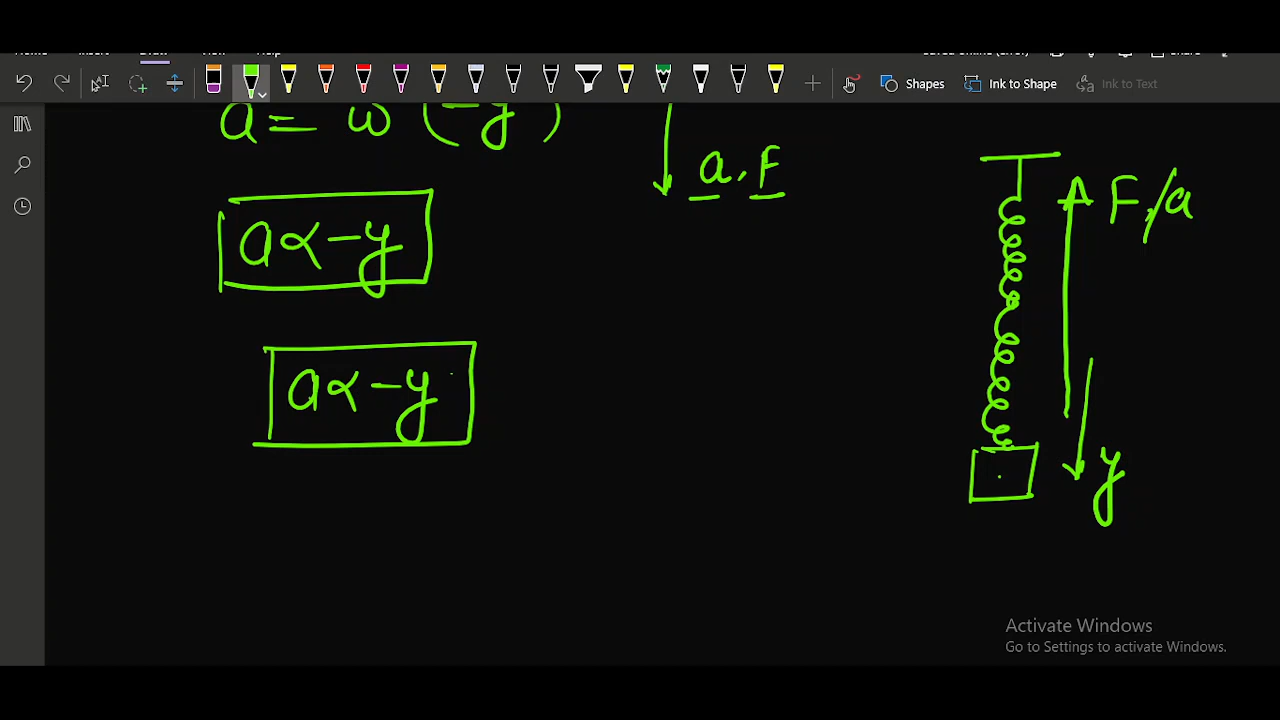 Shapes
Ink to Shape
Ink to Text
a = ω (-y)
a, F
a ∝ -y
a ∝ -y
F, a
y
Activate Windows
Go to Settings to activate Windows.